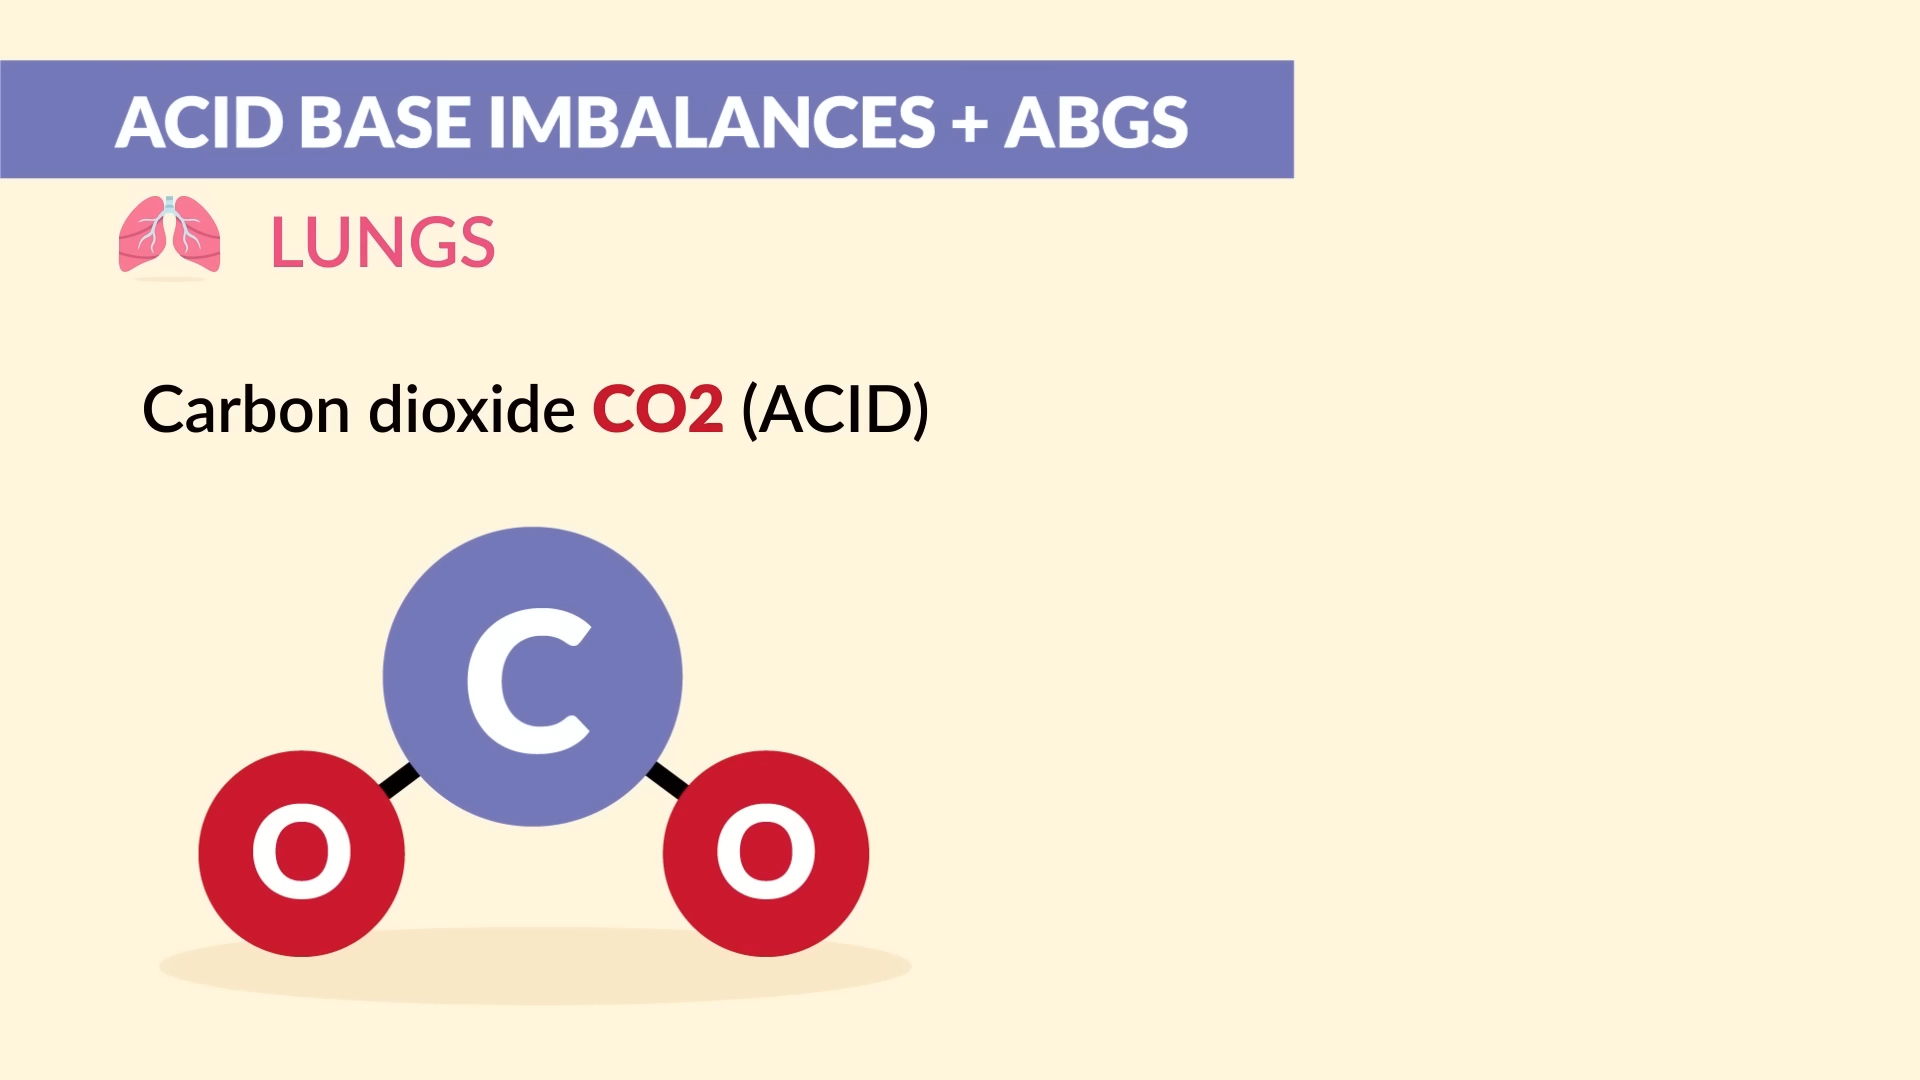 ACID BASE IMBALANCES + ABGS
LUNGS
Carbon dioxide CO2 (ACID)
C
O
O